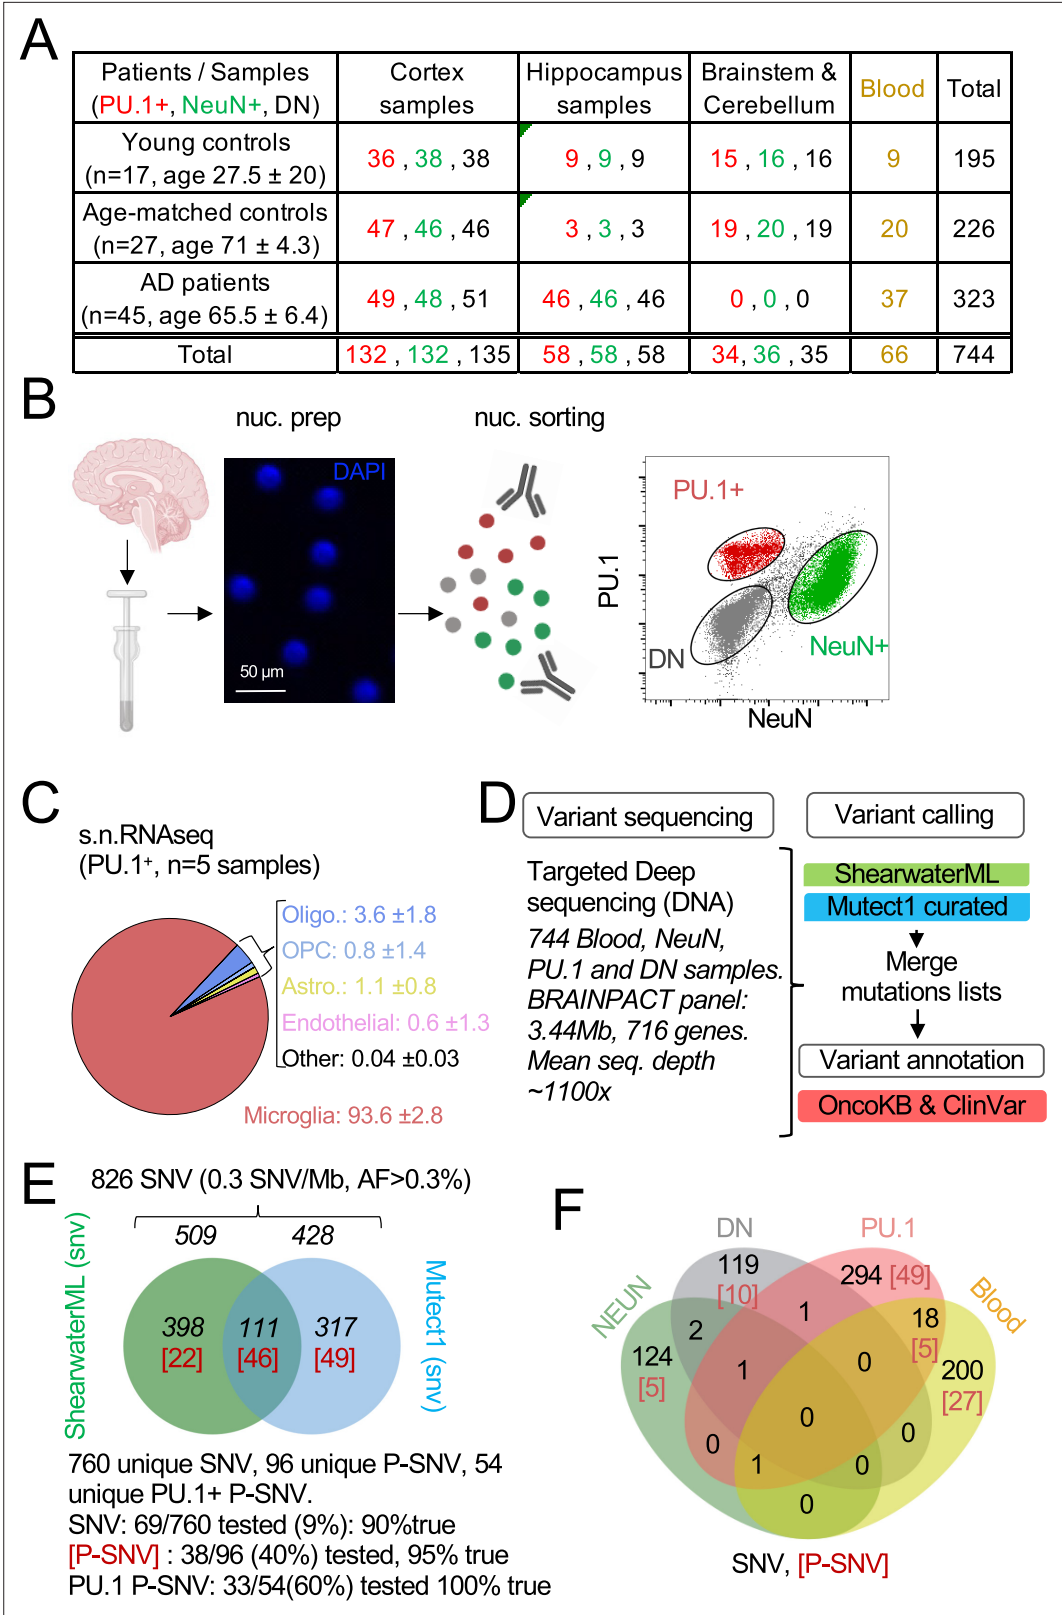 A
Patients / Samples
(PU.1+, NeuN+, DN)
Cortex
samples
Hippocampus
samples
Brainstem &
Cerebellum
Blood
Total
Young controls
(n=17, age 27.5 ± 20)
36 , 38 , 38
9 , 9 , 9
15 , 16 , 16
9
195
Age-matched controls
(n=27, age 71 ± 4.3)
47 , 46 , 46
3 , 3 , 3
19 , 20 , 19
20
226
AD patients
(n=45, age 65.5 ± 6.4)
49 , 48 , 51
46 , 46 , 46
0 , 0 , 0
37
323
Total
132 , 132 , 135
58 , 58 , 58
34, 36 , 35
66
744
B
nuc. prep
nuc. sorting
DAPI
50 µm
PU.1+
PU.1
DN
NeuN+
NeuN
C
s.n.RNAseq
(PU.1+, n=5 samples)
Oligo.: 3.6 ±1.8
OPC: 0.8 ±1.4
Astro.: 1.1 ±0.8
Endothelial: 0.6 ±1.3
Other: 0.04 ±0.03
Microglia: 93.6 ±2.8
D
Variant sequencing
Targeted Deep
sequencing (DNA)
744 Blood, NeuN,
PU.1 and DN samples.
BRAINPACT panel:
3.44Mb, 716 genes.
Mean seq. depth
~1100x
Variant calling
ShearwaterML
Mutect1 curated
Merge
mutations lists
Variant annotation
OncoKB & ClinVar
E
826 SNV (0.3 SNV/Mb, AF>0.3%)
509
428
ShearwaterML (snv)
398
[22]
111
[46]
317
[49]
Mutect1 (snv)
760 unique SNV, 96 unique P-SNV, 54
unique PU.1+ P-SNV.
SNV: 69/760 tested (9%): 90%true
[P-SNV] : 38/96 (40%) tested, 95% true
PU.1 P-SNV: 33/54(60%) tested 100% true
F
DN
PU.1
NEUN
Blood
119
[10]
294 [49]
1
18
[5]
2
124
[5]
1
0
200
[27]
0
0
0
1
0
0
SNV, [P-SNV]